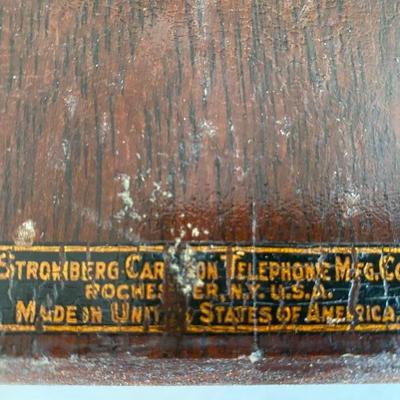 STROMBERG CARLSON TELEPHONE MFG. CO
ROCHESTER, N.Y. U.S.A.
MADE IN UNITED STATES OF AMERICA.